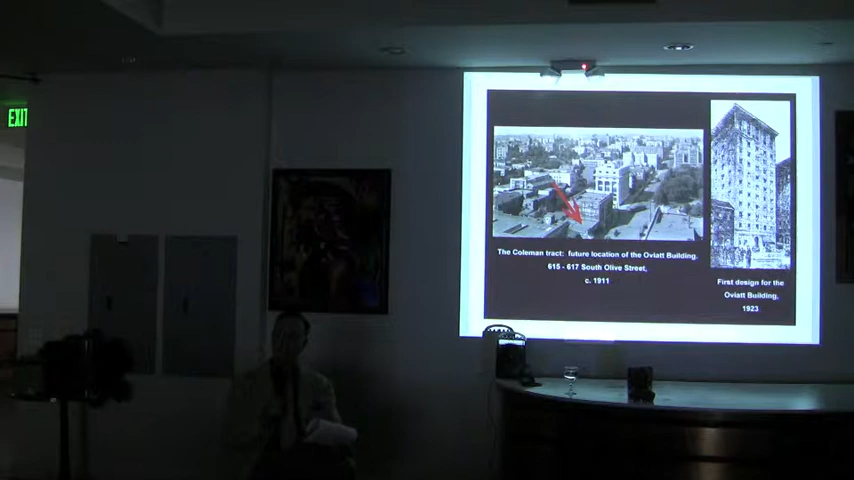 EXIT
The Coleman tract: future location of the Oviatt Building.
615 - 617 South Olive Street,
c. 1911
First design for the
Oviatt Building,
1923